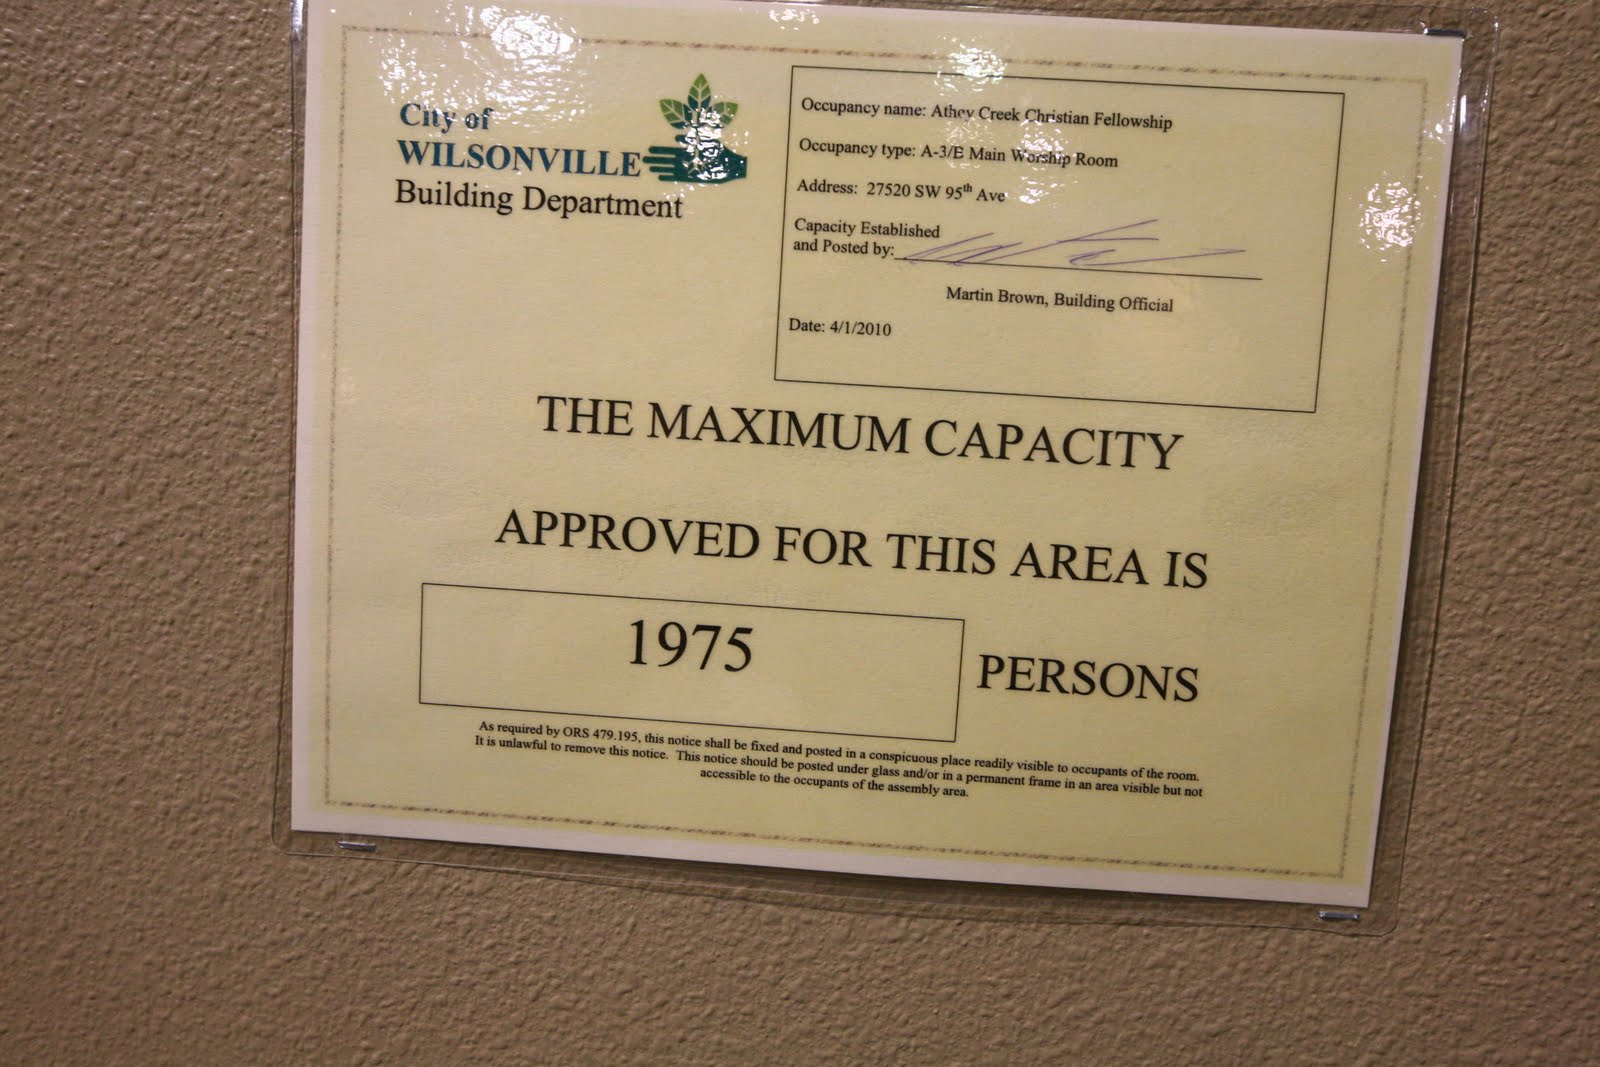 City of
WILSONVILLE
Building Department
Occupancy name: Athey Creek Christian Fellowship
Occupancy type: A-3/E Main Worship Room
Address: 27520 SW 95th Ave
Capacity Established
and Posted by:
Martin Brown, Building Official
Date: 4/1/2010
THE MAXIMUM CAPACITY
APPROVED FOR THIS AREA IS
1975
PERSONS
As required by ORS 479.195, this notice shall be fixed and posted in a conspicuous place readily visible to occupants of the room.
It is unlawful to remove this notice. This notice should be posted under glass and/or in a permanent frame in an area visible but not
accessible to the occupants of the assembly area.